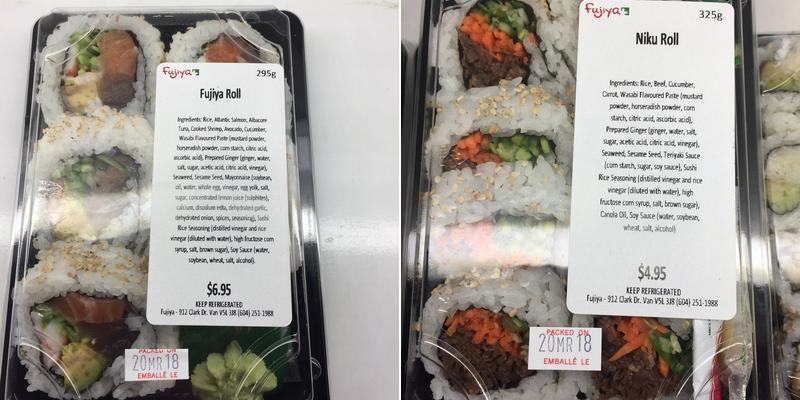 fujiya
295g
Fujiya Roll
Ingredients: Rice, Atlantic Salmon, Albacore
Tuna, Cooked Shrimp, Avocado, Cucumber,
Wasabi Flavoured Paste (mustard
powder, horseradish powder, corn
starch, citric acid, ascorbic acid),
Prepared Ginger (ginger, water,
salt, sugar, acetic acid, citric acid, vinegar),
Seaweed, Sesame Seed, Mayonnaise (soybean,
oil, water, whole egg, vinegar, egg yolk, salt,
sugar, concentrated lemon juice (sulphites),
calcium, disodium edta, dehydrated garlic,
dehydrated onion, spices, seasoning), Sushi
Rice Seasoning (distilled vinegar and rice
vinegar (diluted with water), high fructose corn
syrup, salt, brown sugar), Soy Sauce (water,
soybean, wheat, salt, alcohol).
$6.95
KEEP REFRIGERATED
Fujiya - 912 Clark Dr. Van V5L 3J8 (604) 251-1988
PACKED ON
20MR18
EMBALLÉ LE
fujiya
325g
Niku Roll
Ingredients: Rice, Beef, Cucumber,
Carrot, Wasabi Flavoured Paste (mustard
powder, horseradish powder, corn
starch, citric acid, ascorbic acid),
Prepared Ginger (ginger, water, salt,
sugar, acetic acid, citric acid, vinegar),
Seaweed, Sesame Seed, Teriyaki Sauce
(corn starch, sugar, soy sauce), Sushi
Rice Seasoning (distilled vinegar and rice
vinegar (diluted with water), high
fructose corn syrup, salt, brown sugar),
Canola Oil, Soy Sauce (water, soybean,
wheat, salt, alcohol)
$4.95
KEEP REFRIGERATED
Fujiya - 912 Clark Dr. Van V5L 3J8 (604) 251-1988
PACKED ON
20MR18
EMBALLÉ LE